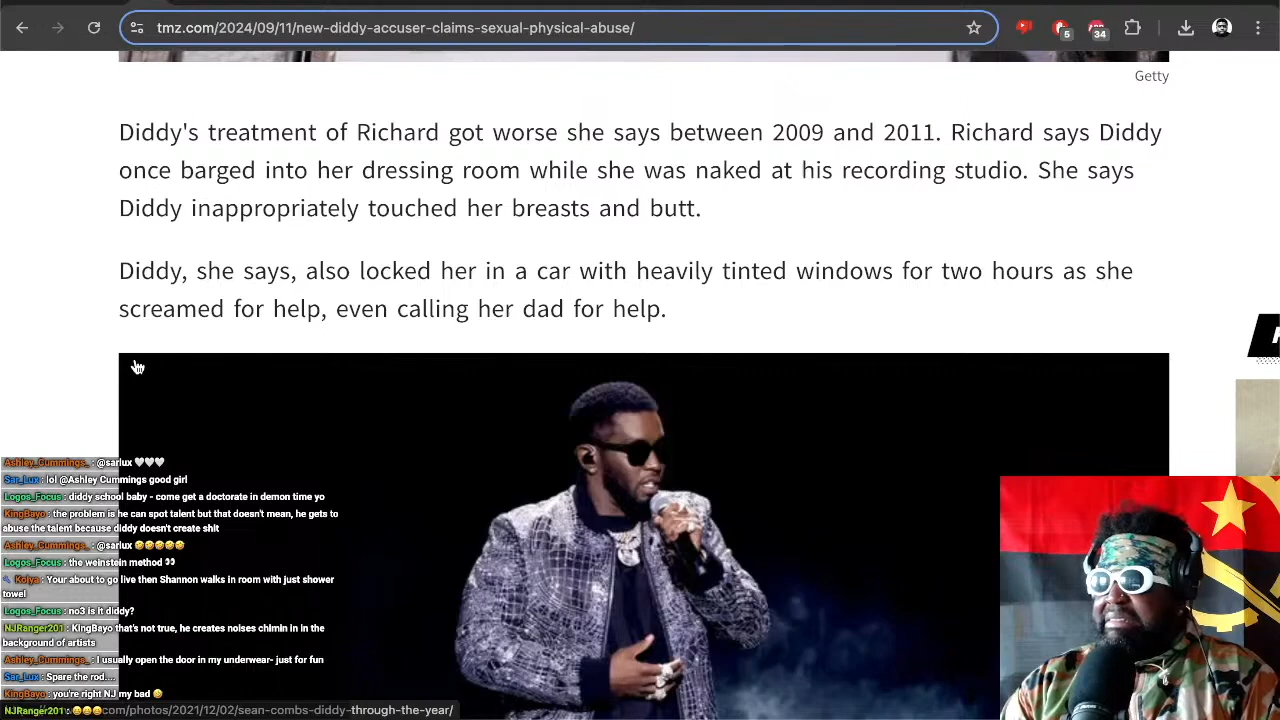 tmz.com/2024/09/11/new-diddy-accuser-claims-sexual-physical-abuse/
5
34
Getty
Diddy's treatment of Richard got worse she says between 2009 and 2011. Richard says Diddy
once barged into her dressing room while she was naked at his recording studio. She says
Diddy inappropriately touched her breasts and butt.
Diddy, she says, also locked her in a car with heavily tinted windows for two hours as she
screamed for help, even calling her dad for help.
Ashley_Cummings_ : @sarlux 🤍🤍🤍
Sar_Lux : lol @Ashley Cummings good girl
Logos_Focus : diddy school baby - come get a doctorate in demon time yo
KingBayo : the problem is he can spot talent but that doesn't mean, he gets to
abuse the talent because diddy doesn't create shit
Ashley_Cummings_ : @sarlux 🤣🤣🤣🤣🤣
Logos_Focus : the weinstein method 👀
Kolya : Your about to go live then Shannon walks in room with just shower
towel
Logos_Focus : no3 is it diddy?
NJRanger201 : KingBayo that's not true, he creates noises chimin in in the
background of artists
Ashley_Cummings_ : I usually open the door in my underwear- just for fun
Sar_Lux : Spare the rod....
KingBayo : you're right NJ my bad 🤣
NJRanger201 : 😂😂😂
com/photos/2021/12/02/sean-combs-diddy-through-the-year/